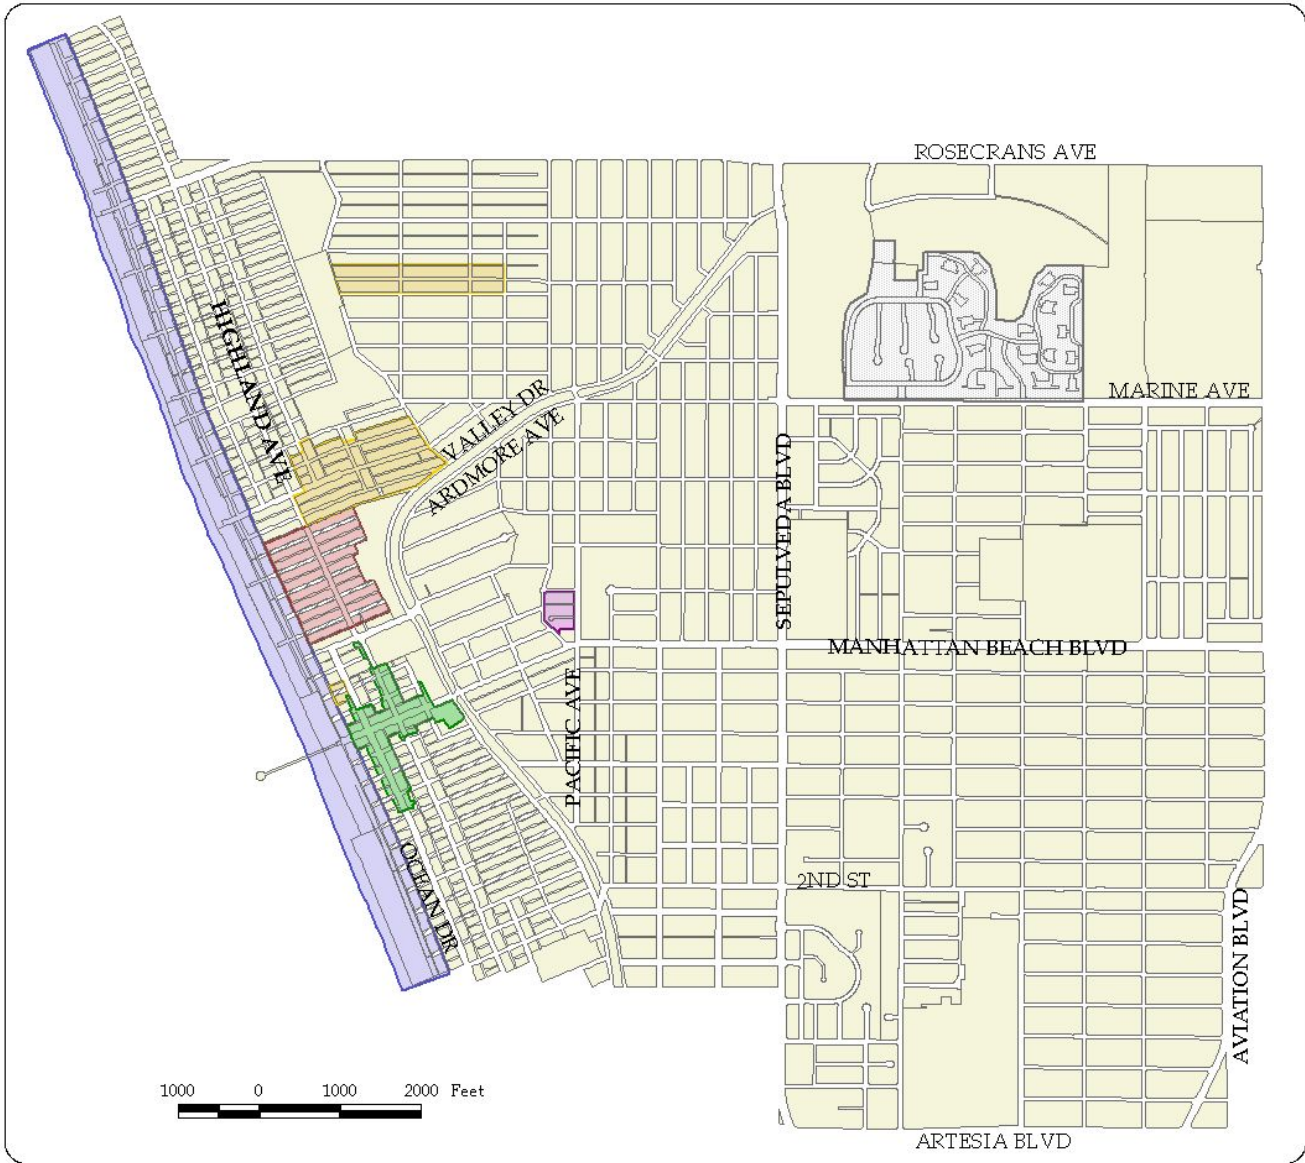 ROSECRANS AVE
HIGHLAND AVE
MARINE AVE
VALLEY DR
ARDMORE AVE
SEPULVEDA BLVD
MANHATTAN BEACH BLVD
PACIFIC AVE
OCEAN DR
2ND ST
AVIATION BLVD
1000 0 1000 2000 Feet
ARTESIA BLVD